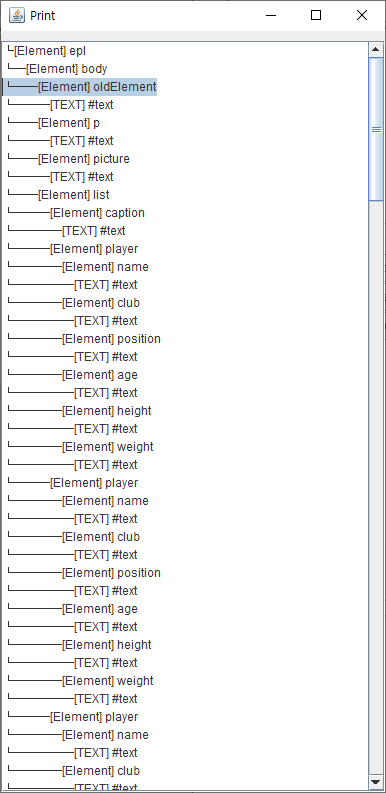 Print
└[Element] epl
└──[Element] body
└────[Element] oldElement
└──────[TEXT] #text
└────[Element] p
└──────[TEXT] #text
└────[Element] picture
└──────[TEXT] #text
└────[Element] list
└──────[Element] caption
└────────[TEXT] #text
└──────[Element] player
└────────[Element] name
└──────────[TEXT] #text
└────────[Element] club
└──────────[TEXT] #text
└────────[Element] position
└──────────[TEXT] #text
└────────[Element] age
└──────────[TEXT] #text
└────────[Element] height
└──────────[TEXT] #text
└────────[Element] weight
└──────────[TEXT] #text
└──────[Element] player
└────────[Element] name
└──────────[TEXT] #text
└────────[Element] club
└──────────[TEXT] #text
└────────[Element] position
└──────────[TEXT] #text
└────────[Element] age
└──────────[TEXT] #text
└────────[Element] height
└──────────[TEXT] #text
└────────[Element] weight
└──────────[TEXT] #text
└──────[Element] player
└────────[Element] name
└──────────[TEXT] #text
└────────[Element] club
└──────────[TEXT] #text